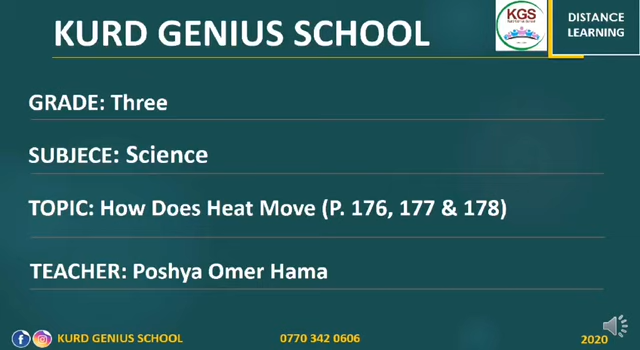 KURD GENIUS SCHOOL
KGS
DISTANCE
LEARNING
GRADE: Three
SUBJECE: Science
TOPIC: How Does Heat Move (P. 176, 177 & 178)
TEACHER: Poshya Omer Hama
KURD GENIUS SCHOOL
0770 342 0606
2020